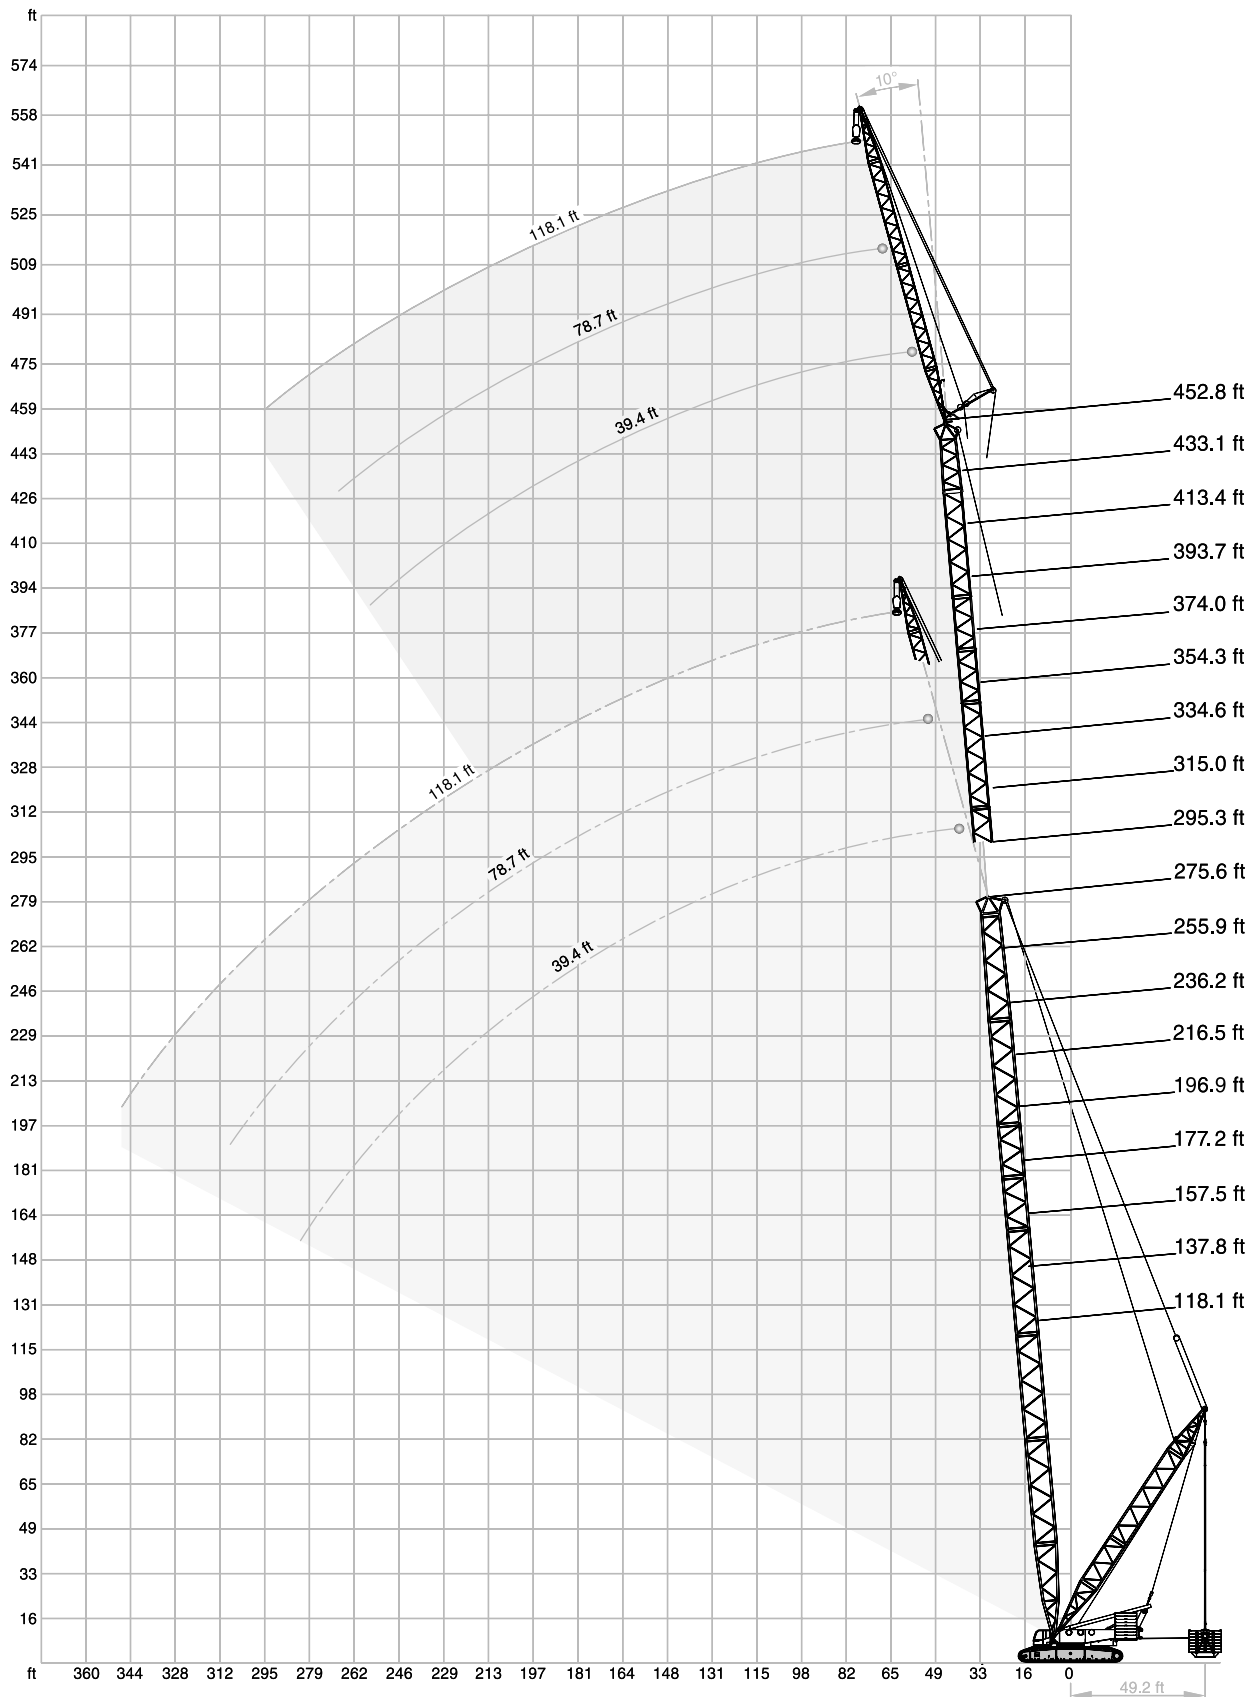 ft
574
558
541
525
509
491
475
459
443
426
410
394
377
360
344
328
312
295
279
262
246
229
213
197
181
164
148
131
115
98
82
65
49
33
16
ft 360 344 328 312 295 279 262 246 229 213 197 181 164 148 131 115 98 82 65 49 33 16 0
10°
118.1 ft
78.7 ft
39.4 ft
118.1 ft
78.7 ft
39.4 ft
452.8 ft
433.1 ft
413.4 ft
393.7 ft
374.0 ft
354.3 ft
334.6 ft
315.0 ft
295.3 ft
275.6 ft
255.9 ft
236.2 ft
216.5 ft
196.9 ft
177.2 ft
157.5 ft
137.8 ft
118.1 ft
49.2 ft